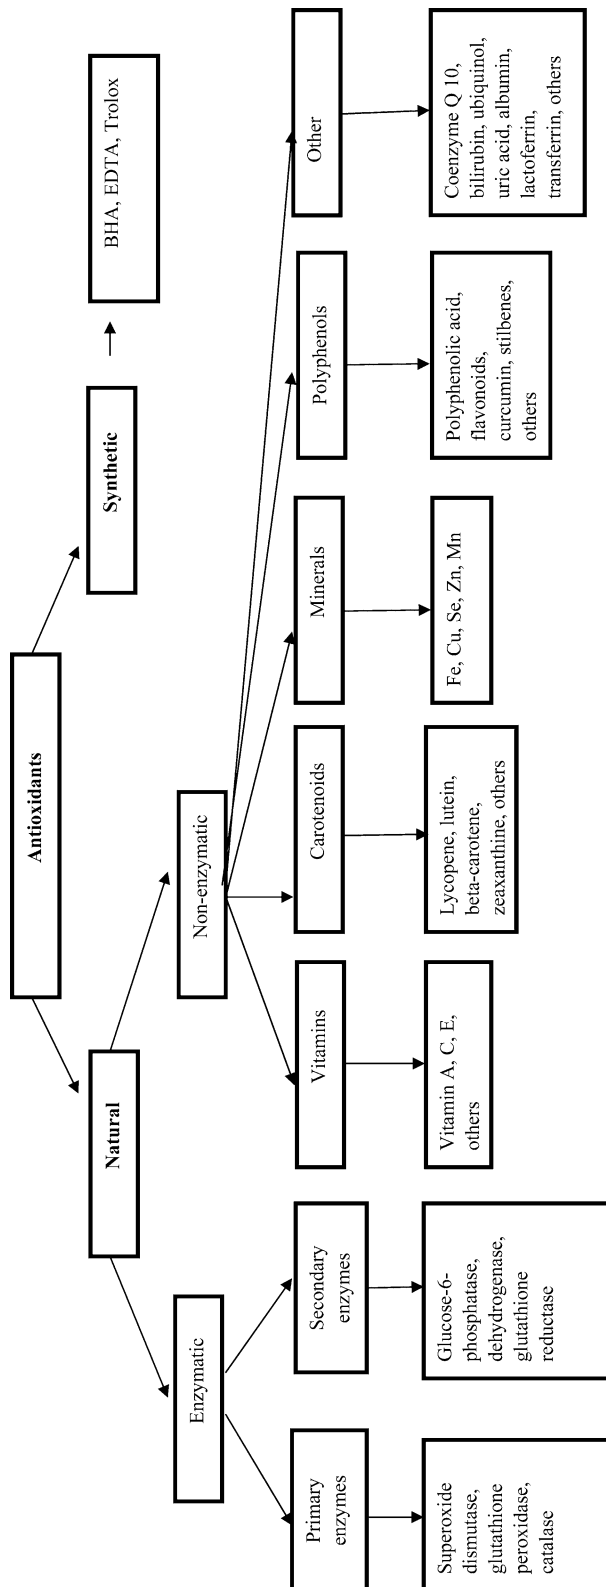 Antioxidants
Natural
Synthetic
BHA, EDTA, Trolox
Enzymatic
Non-enzymatic
Primary
enzymes
Secondary
enzymes
Vitamins
Carotenoids
Minerals
Polyphenols
Other
Superoxide
dismutase,
glutathione
peroxidase,
catalase
Glucose-6-
phosphatase,
dehydrogenase,
glutathione
reductase
Vitamin A, C, E,
others
Lycopene, lutein,
beta-carotene,
zeaxanthine, others
Fe, Cu, Se, Zn, Mn
Polyphenolic acid,
flavonoids,
curcumin, stilbenes,
others
Coenzyme Q 10,
bilirubin, ubiquinol,
uric acid, albumin,
lactoferrin,
transferrin, others